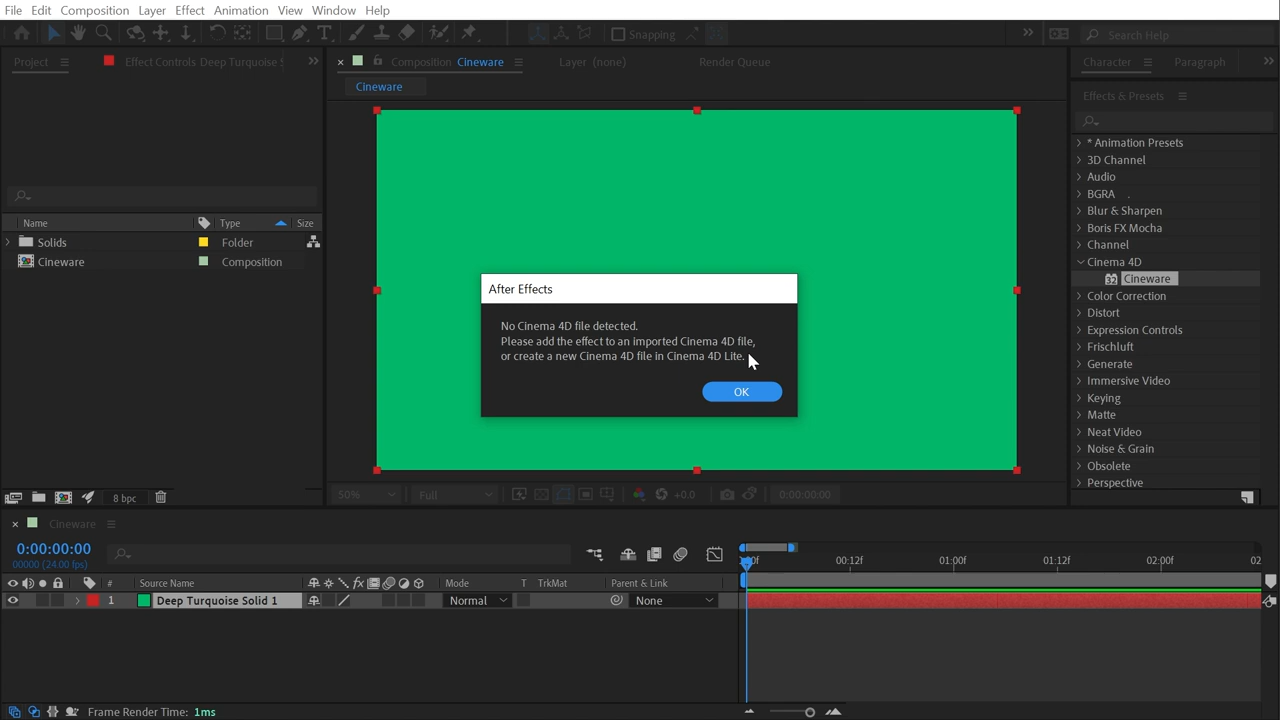 File Edit Composition Layer Effect Animation View Window Help
Snapping
Search Help
Project
Effect Controls Deep Turquoise S
Composition Cineware
Layer (none)
Render Queue
Character
Paragraph
Cineware
Effects & Presets
* Animation Presets
3D Channel
Audio
BGRA .
Blur & Sharpen
Boris FX Mocha
Channel
Cinema 4D
32 Cineware
Color Correction
Distort
Expression Controls
Frischluft
Generate
Immersive Video
Keying
Matte
Neat Video
Noise & Grain
Obsolete
Perspective
Name Type Size
Solids Folder
Cineware Composition
After Effects
No Cinema 4D file detected.
Please add the effect to an imported Cinema 4D file,
or create a new Cinema 4D file in Cinema 4D Lite.
OK
8 bpc
50% Full +0.0 0:00:00:00
Cineware
0:00:00:00
00000 (24.00 fps)
00f 00:12f 01:00f 01:12f 02:00f 02
# Source Name Mode T TrkMat Parent & Link
1 Deep Turquoise Solid 1 Normal None
Frame Render Time: 1ms